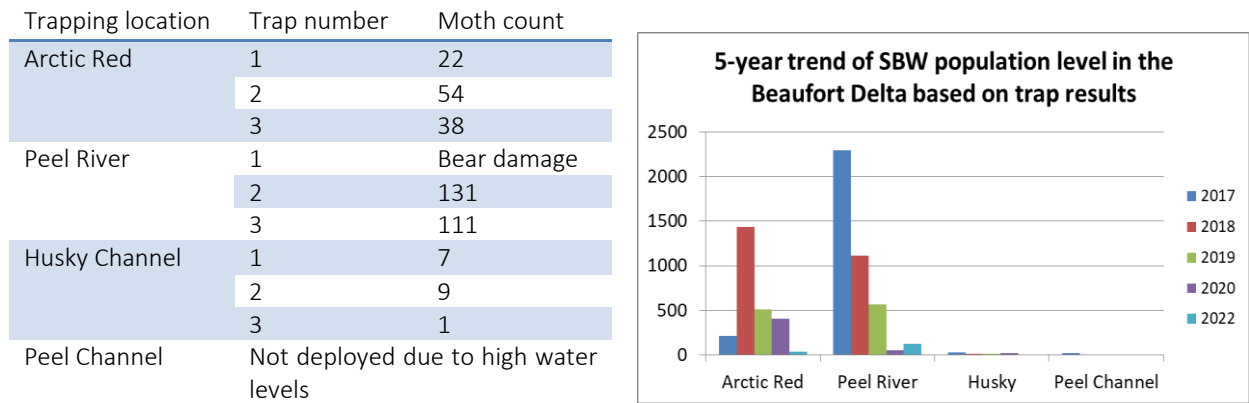 Trapping location Trap number Moth count
Arctic Red 1 22
2 54
3 38
Peel River 1 Bear damage
2 131
3 111
Husky Channel 1 7
2 9
3 1
Peel Channel Not deployed due to high water
levels
5-year trend of SBW population level in the
Beaufort Delta based on trap results
2500
2000
1500
1000
500
0
Arctic Red Peel River Husky Peel Channel
2017
2018
2019
2020
2022